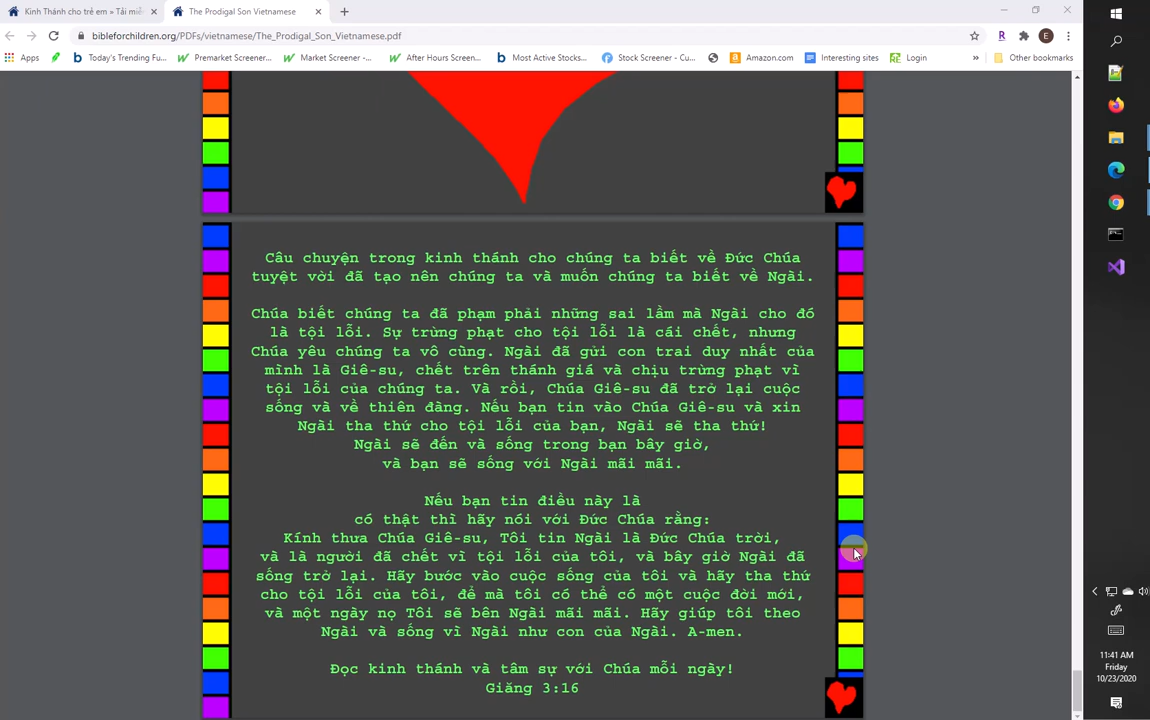 Kinh Thánh cho trẻ em » Tải miễ
The Prodigal Son Vietnamese
bibleforchildren.org/PDFs/vietnamese/The_Prodigal_Son_Vietnamese.pdf
R
E
Apps
Today's Trending Fu...
Premarket Screener...
Market Screener -...
After Hours Screen...
Most Active Stocks...
Stock Screener - Cu...
Amazon.com
Interesting sites
Login
»
Other bookmarks
Câu chuyện trong kinh thánh cho chúng ta biết về Đức Chúa
tuyệt vời đã tạo nên chúng ta và muốn chúng ta biết về Ngài.
Chúa biết chúng ta đã phạm phải những sai lầm mà Ngài cho đó
là tội lỗi. Sự trừng phạt cho tội lỗi là cái chết, nhưng
Chúa yêu chúng ta vô cùng. Ngài đã gửi con trai duy nhất của
mình là Giê-su, chết trên thánh giá và chịu trừng phạt vì
tội lỗi của chúng ta. Và rồi, Chúa Giê-su đã trở lại cuộc
sống và về thiên đàng. Nếu bạn tin vào Chúa Giê-su và xin
Ngài tha thứ cho tội lỗi của bạn, Ngài sẽ tha thứ!
Ngài sẽ đến và sống trong bạn bây giờ,
và bạn sẽ sống với Ngài mãi mãi.
Nếu bạn tin điều này là
có thật thì hãy nói với Đức Chúa rằng:
Kính thưa Chúa Giê-su, Tôi tin Ngài là Đức Chúa trời,
và là người đã chết vì tội lỗi của tôi, và bây giờ Ngài đã
sống trở lại. Hãy bước vào cuộc sống của tôi và hãy tha thứ
cho tội lỗi của tôi, để mà tôi có thể có một cuộc đời mới,
và một ngày nọ Tôi sẽ bên Ngài mãi mãi. Hãy giúp tôi theo
Ngài và sống vì Ngài như con của Ngài. A-men.
Đọc kinh thánh và tâm sự với Chúa mỗi ngày!
Giăng 3:16
11:41 AM
Friday
10/23/2020